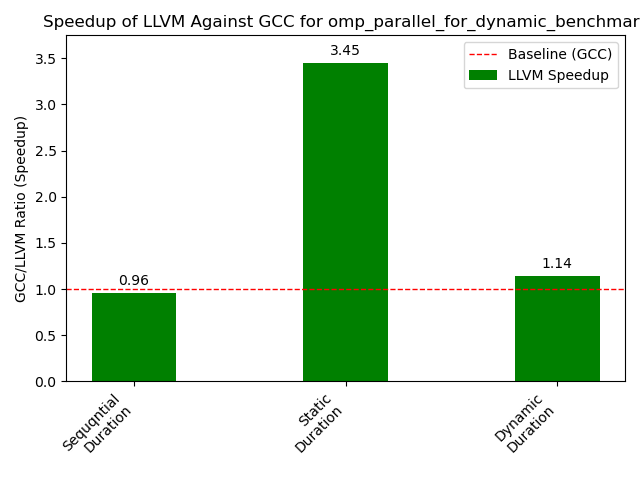 Speedup of LLVM Against GCC for omp_parallel_for_dynamic_benchmar
GCC/LLVM Ratio (Speedup)
3.5
3.0
2.5
2.0
1.5
1.0
0.5
0.0
0.96
3.45
1.14
Baseline (GCC)
LLVM Speedup
Sequqntial
Duration
Static
Duration
Dynamic
Duration